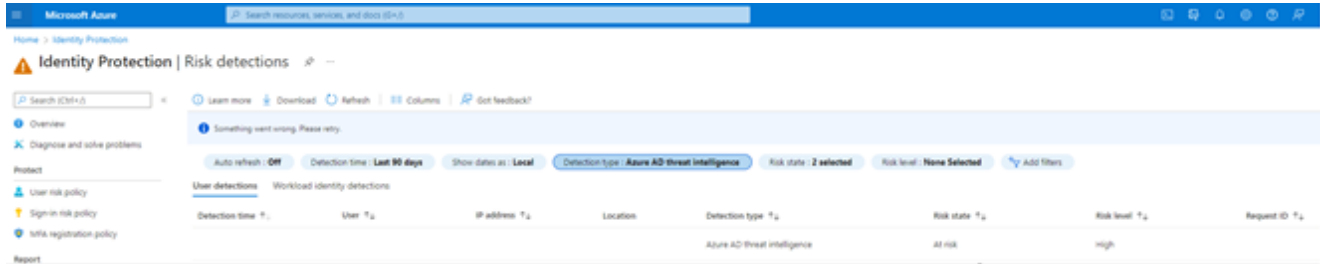 Microsoft Azure
Search resources, services, and docs (G+/)
Home > Identity Protection
Identity Protection | Risk detections
Search (Ctrl+/)
Learn more Download Refresh Columns Got feedback?
Overview
Something went wrong. Please retry.
Diagnose and solve problems
Auto refresh : Off Detection time : Last 90 days Show dates as : Local Detection type : Azure AD threat intelligence Risk state : 2 selected Risk level : None Selected Add filters
Protect
User detections Workload identity detections
User risk policy
Sign-in risk policy
Detection time User IP address Location Detection type Risk state Risk level Request ID
MFA registration policy
Azure AD threat intelligence At risk High
Report